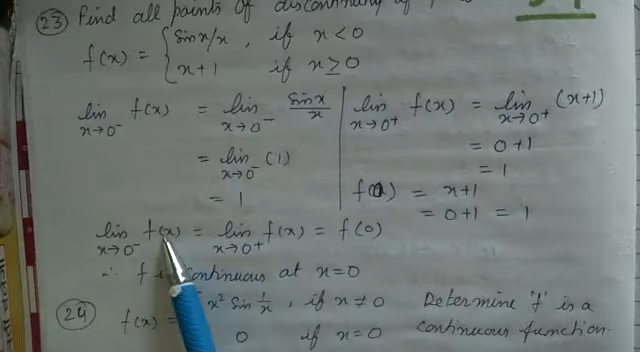 (23) Find all points of discontinuity of f
f(x) = { sinx/x , if x < 0
x+1 if x ≥ 0
lim x→0⁻ f(x) = lim x→0⁻ sinx/x
= lim x→0⁻ (1)
= 1
lim x→0⁺ f(x) = lim x→0⁺ (x+1)
= 0+1
= 1
f(0) = x+1
= 0+1 = 1
lim x→0⁻ f(x) = lim x→0⁺ f(x) = f(0)
∴ f is continuous at x=0
(24) f(x) = x² Sin 1/x , if x ≠ 0 Determine 'f' is a
0 if x = 0 continuous function.